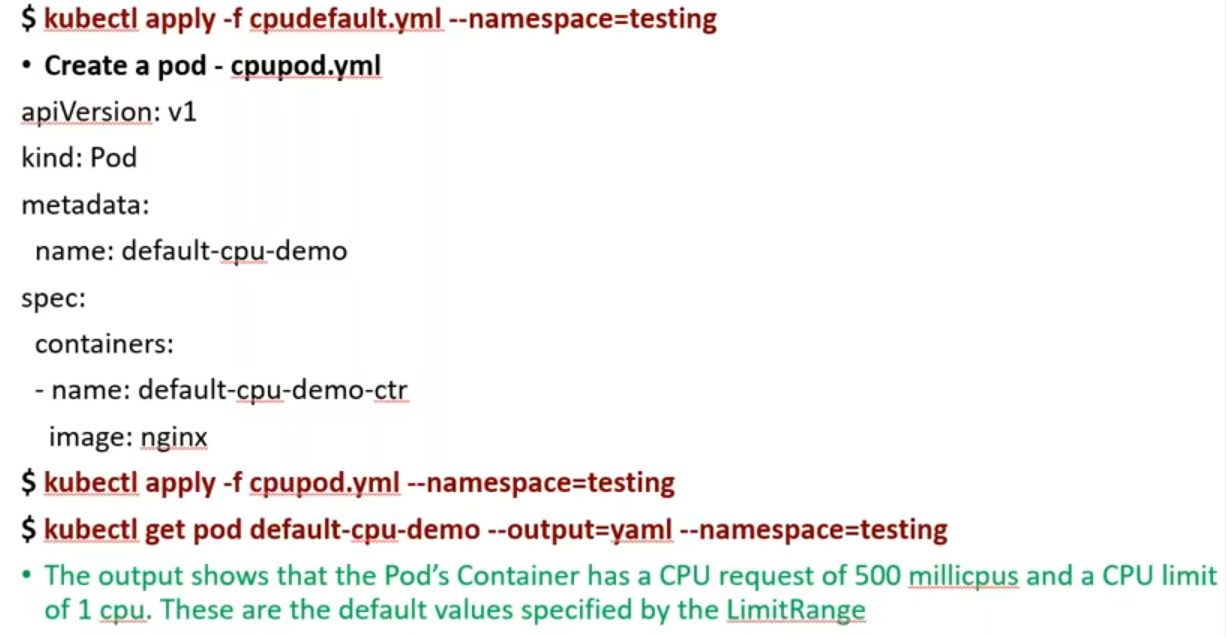 $ kubectl apply -f cpudefault.yml --namespace=testing
• Create a pod - cpupod.yml
apiVersion: v1
kind: Pod
metadata:
  name: default-cpu-demo
spec:
  containers:
  - name: default-cpu-demo-ctr
    image: nginx
$ kubectl apply -f cpupod.yml --namespace=testing
$ kubectl get pod default-cpu-demo --output=yaml --namespace=testing
• The output shows that the Pod’s Container has a CPU request of 500 millicpus and a CPU limit
of 1 cpu. These are the default values specified by the LimitRange